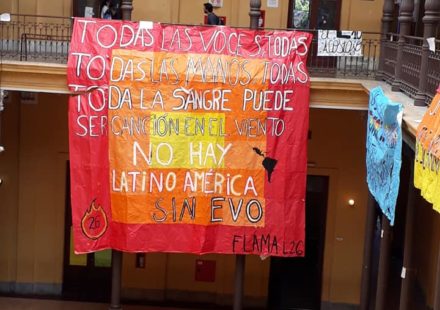 TODAS LAS VOCES, TODAS
TODAS LAS MANOS, TODAS
TODA LA SANGRE PUEDE
SER CANCIÓN EN EL VIENTO
NO HAY
LATINO AMÉRICA
SIN EVO
26
FLAMA L26